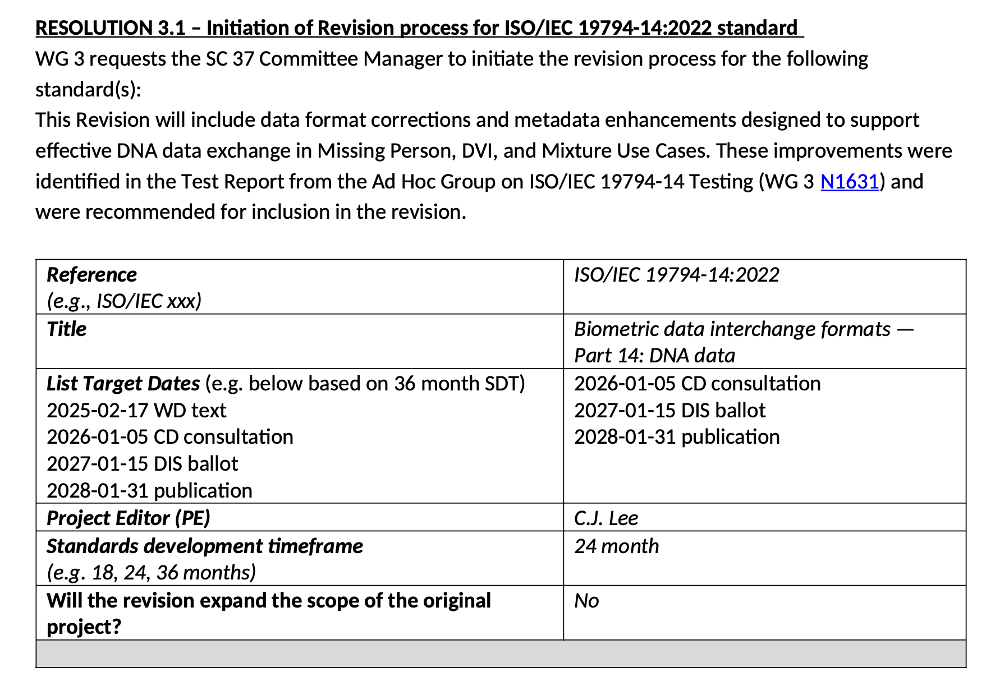 RESOLUTION 3.1 – Initiation of Revision process for ISO/IEC 19794-14:2022 standard
WG 3 requests the SC 37 Committee Manager to initiate the revision process for the following
standard(s):
This Revision will include data format corrections and metadata enhancements designed to support
effective DNA data exchange in Missing Person, DVI, and Mixture Use Cases. These improvements were
identified in the Test Report from the Ad Hoc Group on ISO/IEC 19794-14 Testing (WG 3 N1631) and
were recommended for inclusion in the revision.
Reference
(e.g., ISO/IEC xxx)
ISO/IEC 19794-14:2022
Title
Biometric data interchange formats —
Part 14: DNA data
List Target Dates (e.g. below based on 36 month SDT)
2025-02-17 WD text
2026-01-05 CD consultation
2027-01-15 DIS ballot
2028-01-31 publication
2026-01-05 CD consultation
2027-01-15 DIS ballot
2028-01-31 publication
Project Editor (PE)
C.J. Lee
Standards development timeframe
(e.g. 18, 24, 36 months)
24 month
Will the revision expand the scope of the original
project?
No